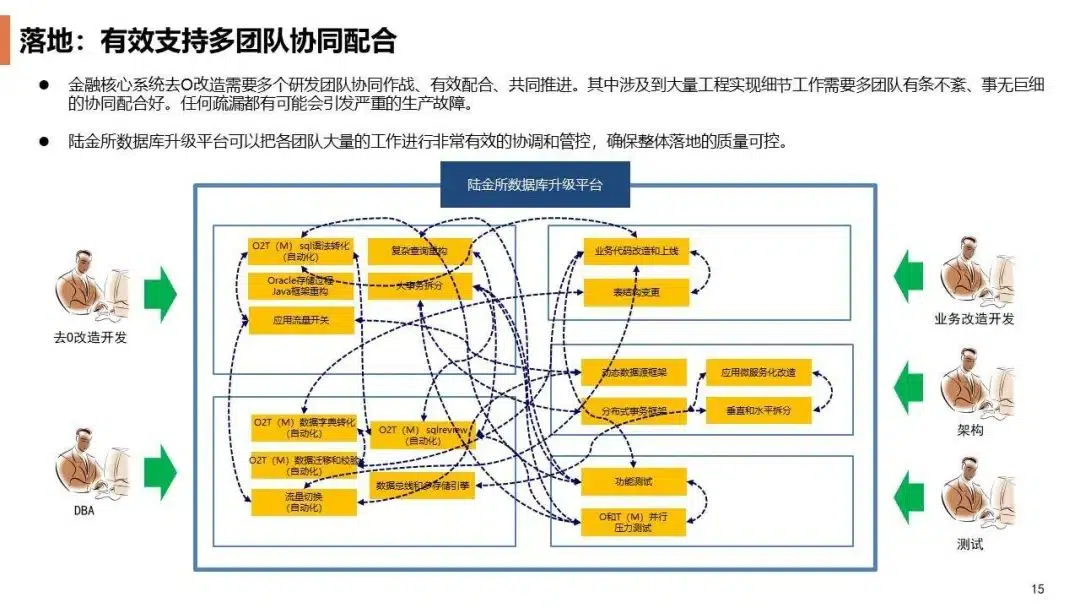 落地：有效支持多团队协同配合
● 金融核心系统去O改造需要多个研发团队协同作战、有效配合、共同推进。其中涉及到大量工程实现细节工作需要多团队有条不紊、事无巨细
的协同配合好。任何疏漏都有可能会引发严重的生产故障。
● 陆金所数据库升级平台可以把各团队大量的工作进行非常有效的协调和管控，确保整体落地的质量可控。
陆金所数据库升级平台
去O改造开发
O2T（M）sql语法转化
（自动化）
复杂查询重构
Oracle存储过程
Java框架重构
大事务拆分
应用流量开关
业务代码改造和上线
表结构变更
业务改造开发
动态数据源框架
应用微服务化改造
分布式事务框架
垂直和水平拆分
架构
DBA
O2T（M）数据字典转化
（自动化）
O2T（M）sqlreview
（自动化）
O2T（M）数据迁移和校验
（自动化）
数据总线和多存储引擎
流量切换
（自动化）
功能测试
O和T（M）并行
压力测试
测试
15